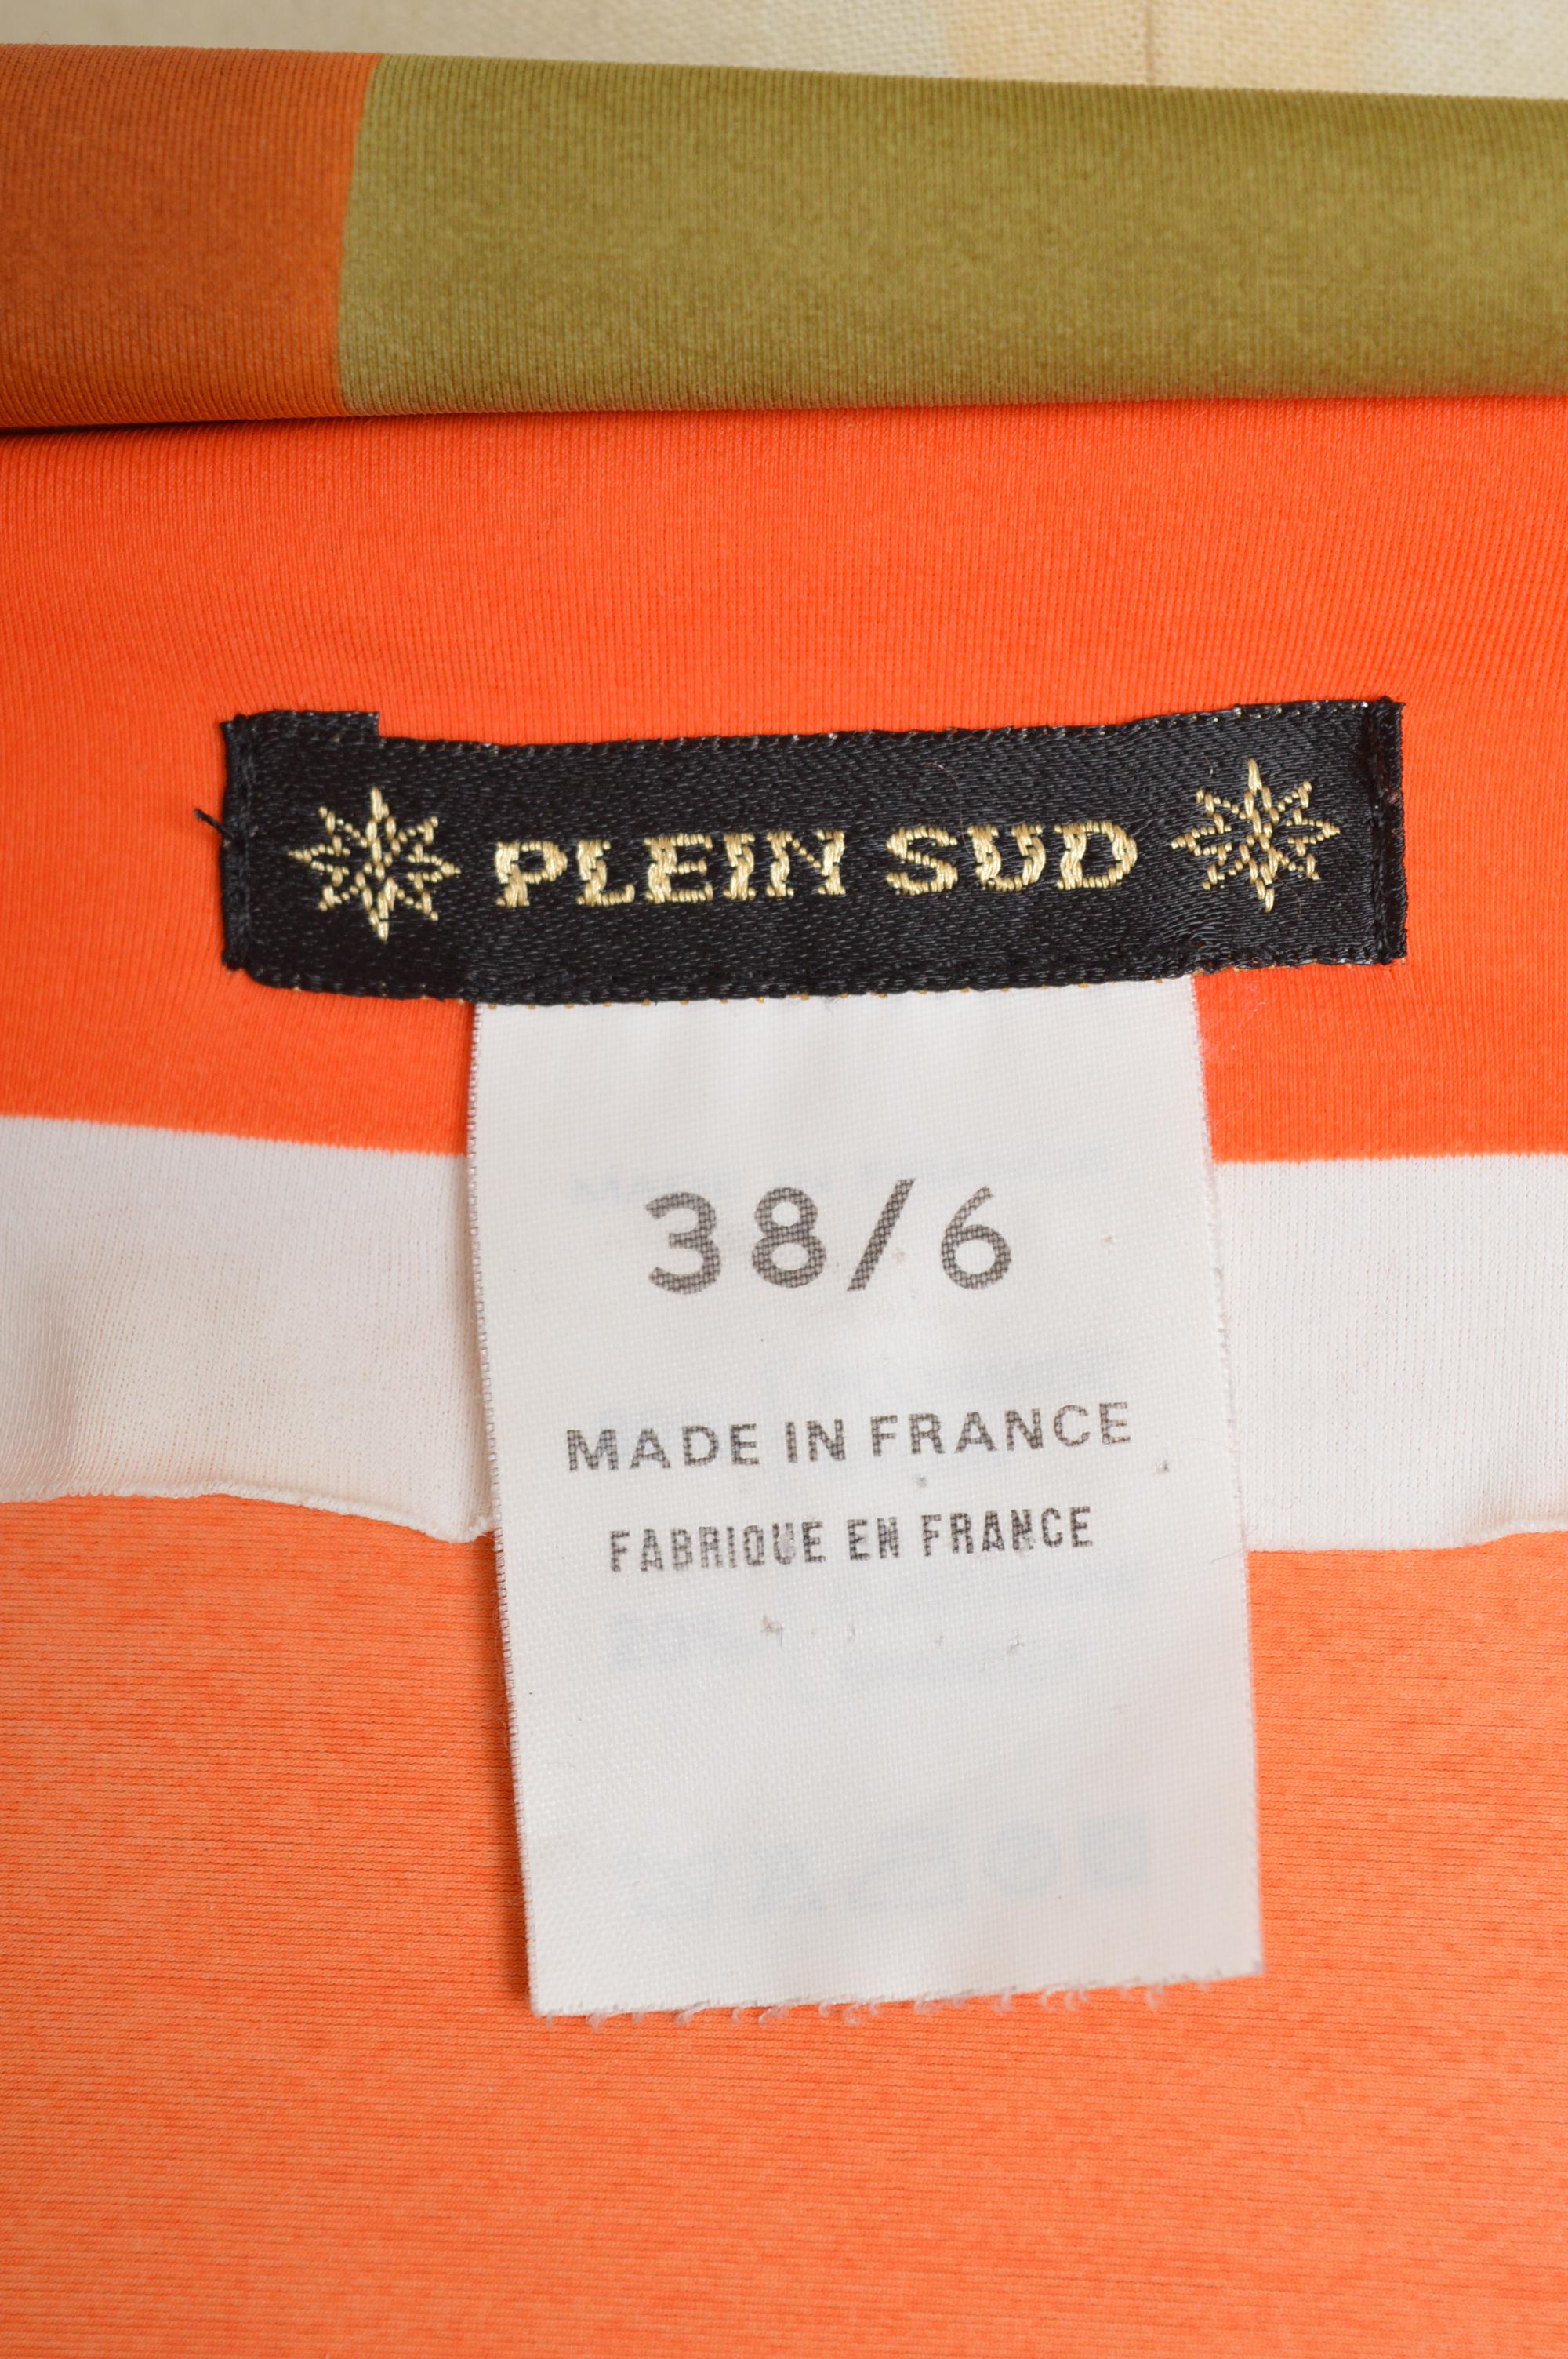 PLEIN SUD
38/6
MADE IN FRANCE
FABRIQUE EN FRANCE